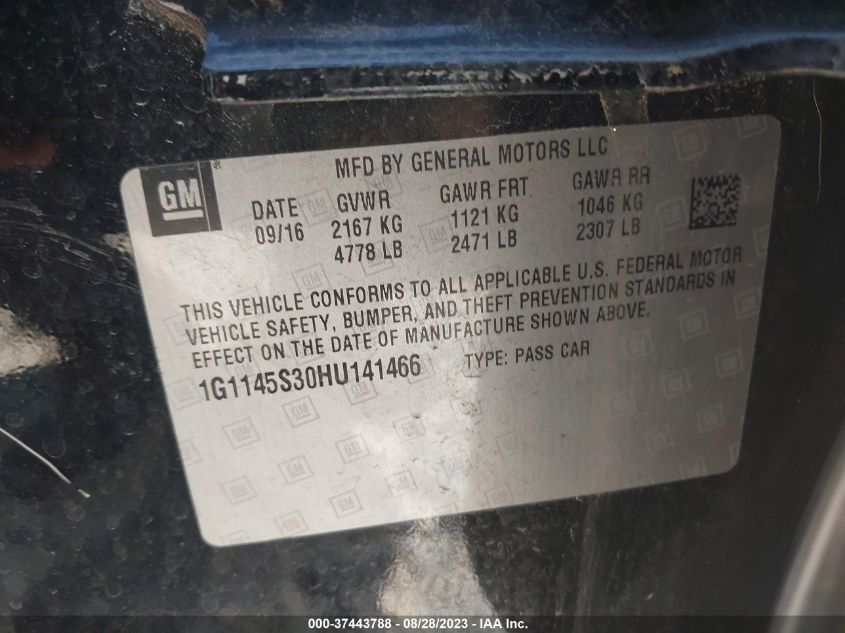 MFD BY GENERAL MOTORS LLC
GM
DATE GVWR GAWR FRT GAWR RR
09/16 2167 KG 1121 KG 1046 KG
4778 LB 2471 LB 2307 LB
THIS VEHICLE CONFORMS TO ALL APPLICABLE U.S. FEDERAL MOTOR
VEHICLE SAFETY, BUMPER, AND THEFT PREVENTION STANDARDS IN
EFFECT ON THE DATE OF MANUFACTURE SHOWN ABOVE.
1G1145S30HU141466 TYPE: PASS CAR
000-37443788 - 08/28/2023 - IAA Inc.